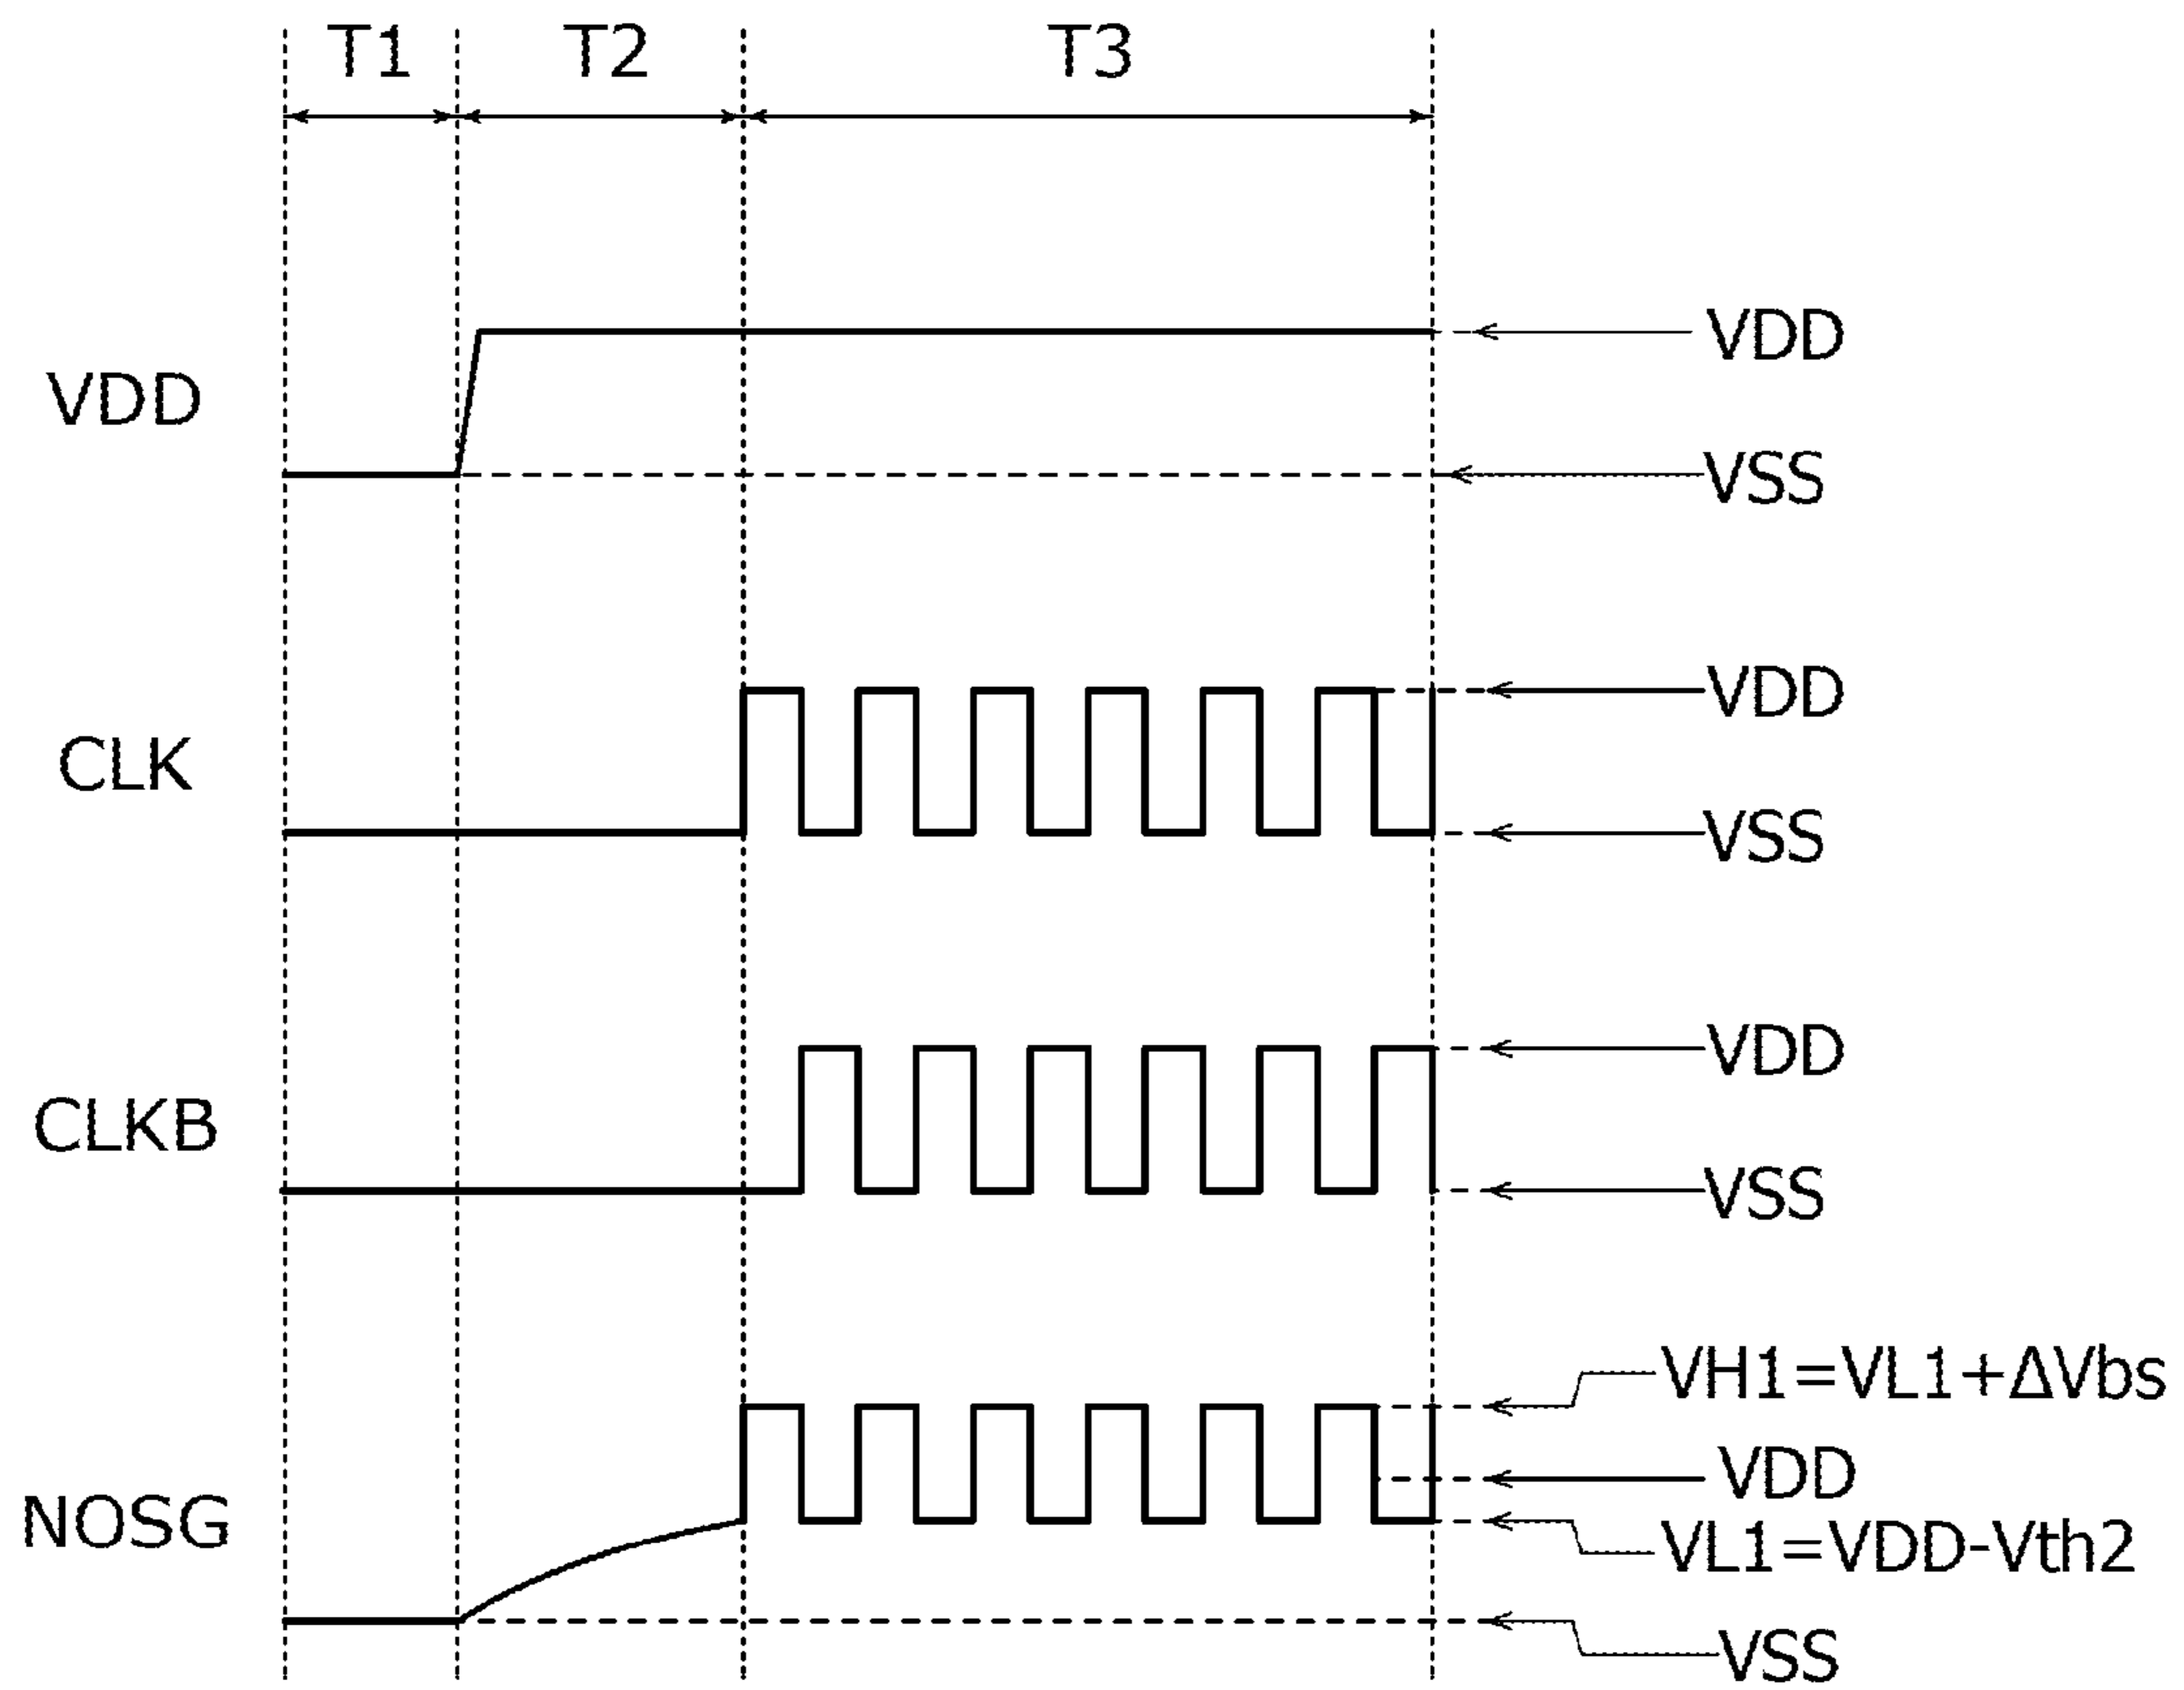 T1 T2 T3
VDD
VDD
VSS
VDD
CLK
VSS
VDD
CLKB
VSS
VH1=VL1+ΔVbs
VDD
NOSG
VL1=VDD-Vth2
VSS